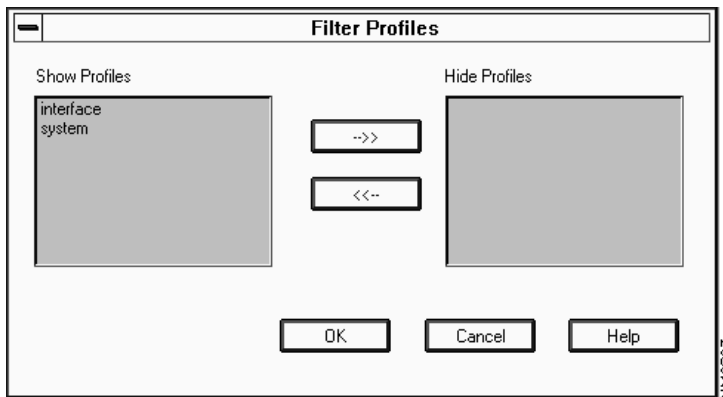 Filter Profiles
Show Profiles
Hide Profiles
interface
system
-->>
<<--
OK
Cancel
Help